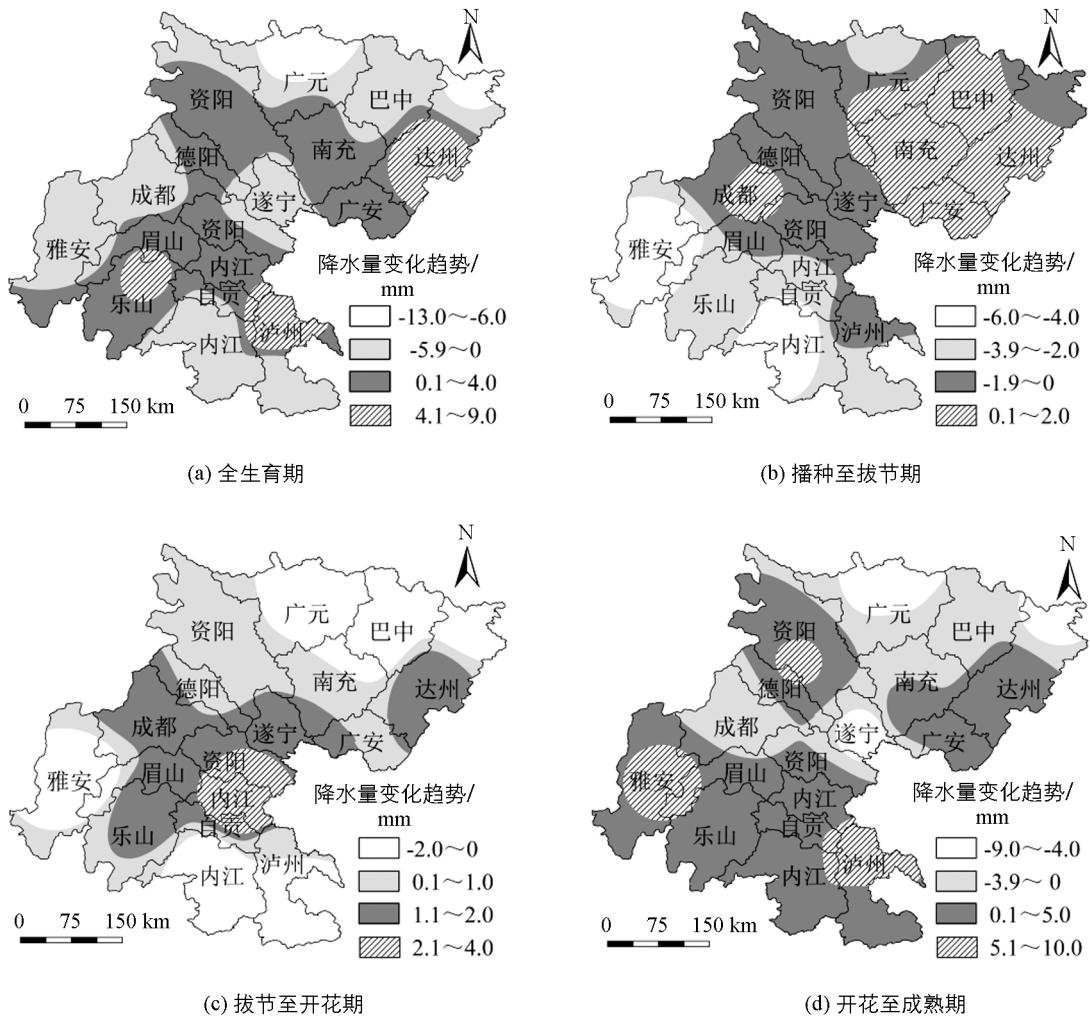 N
广元
资阳
巴中
德阳
南充
达州
成都
遂宁
广安
资阳
雅安
眉山
内江
乐山
自贡
泸州
内江
降水量变化趋势/
mm
-13.0～-6.0
-5.9～0
0.1～4.0
4.1～9.0
0 75 150 km
(a) 全生育期
N
广元
资阳
巴中
德阳
南充
达州
成都
遂宁
广安
资阳
雅安
眉山
内江
乐山
自贡
泸州
内江
降水量变化趋势/
mm
-6.0～-4.0
-3.9～-2.0
-1.9～0
0.1～2.0
0 75 150 km
(b) 播种至拔节期
N
广元
资阳
巴中
德阳
南充
达州
成都
遂宁
广安
资阳
雅安
眉山
内江
乐山
自贡
泸州
内江
降水量变化趋势/
mm
-2.0～0
0.1～1.0
1.1～2.0
2.1～4.0
0 75 150 km
(c) 拔节至开花期
N
广元
资阳
巴中
德阳
南充
达州
成都
遂宁
广安
资阳
雅安
眉山
内江
乐山
自贡
泸州
内江
降水量变化趋势/
mm
-9.0～-4.0
-3.9～ 0
0.1～5.0
5.1～10.0
0 75 150 km
(d) 开花至成熟期